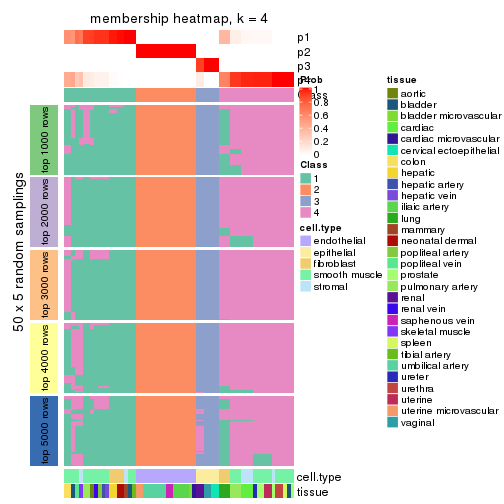 membership heatmap, k = 4
p1
p2
p3
p4
Class
50 x 5 random samplings
top 1000 rows
top 2000 rows
top 3000 rows
top 4000 rows
top 5000 rows
cell.type
tissue
Prob
1
0.8
0.6
0.4
0.2
0
Class
1
2
3
4
cell.type
endothelial
epithelial
fibroblast
smooth muscle
stromal
tissue
aortic
bladder
bladder microvascular
cardiac
cardiac microvascular
cervical ectoepithelial
colon
hepatic
hepatic artery
hepatic vein
iliaic artery
lung
mammary
neonatal dermal
popliteal artery
popliteal vein
prostate
pulmonary artery
renal
renal vein
saphenous vein
skeletal muscle
spleen
tibial artery
umbilical artery
ureter
urethra
uterine
uterine microvascular
vaginal